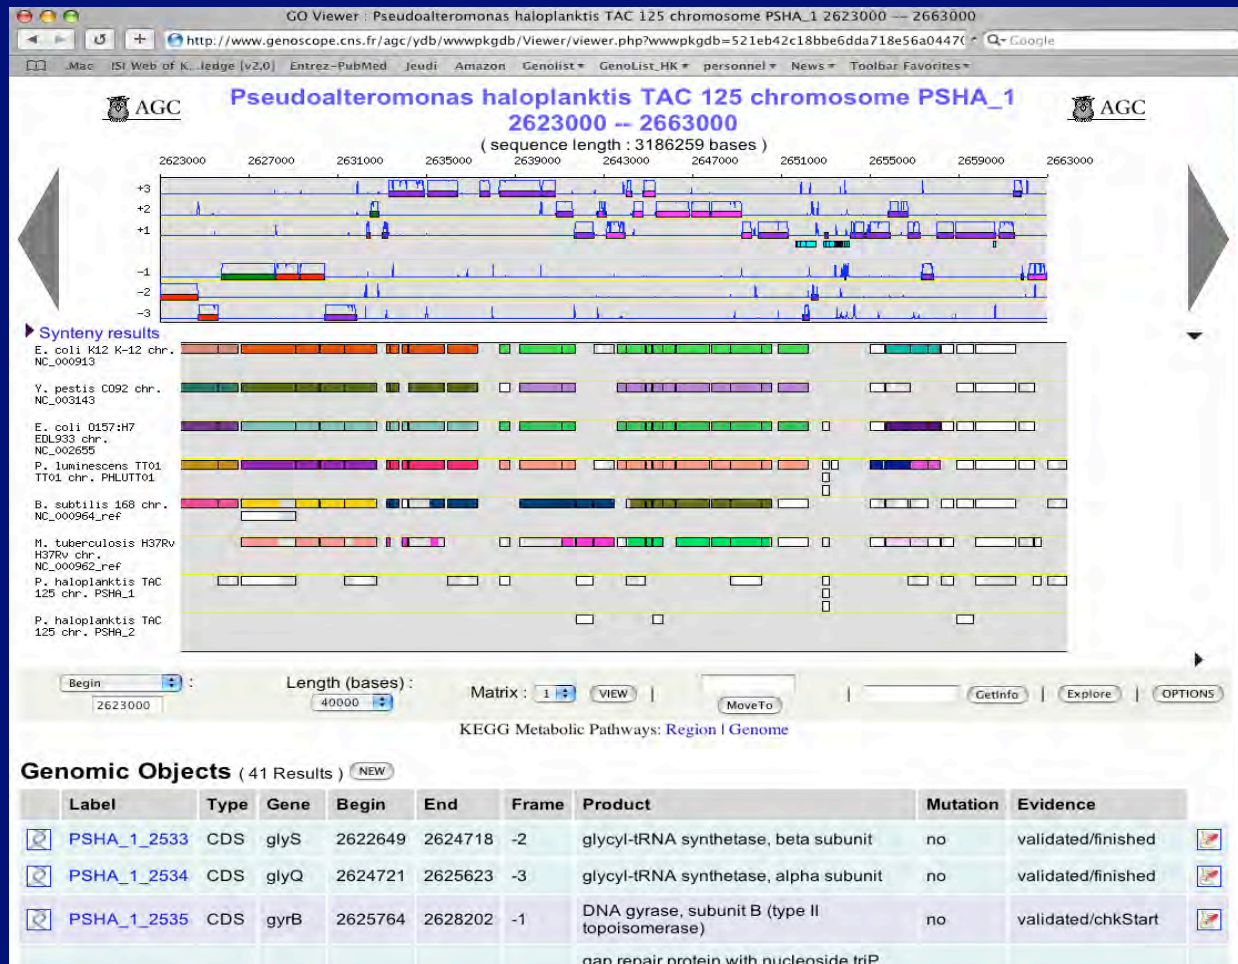 GO Viewer : Pseudoalteromonas haloplanktis TAC 125 chromosome PSHA_1 2623000 -- 2663000
http://www.genoscope.cns.fr/agc/ydb/wwwpkgdb/Viewer/viewer.php?wwwpkgdb=521eb42c18bbe6dda718e56a0447(
Google
.Mac ISI Web of K...ledge [v2,0] Entrez-PubMed Jeudi Amazon Genolist GenoList_HK personnel News Toolbar Favorites
AGC
Pseudoalteromonas haloplanktis TAC 125 chromosome PSHA_1
2623000 -- 2663000
AGC
( sequence length : 3186259 bases )
2623000 2627000 2631000 2635000 2639000 2643000 2647000 2651000 2655000 2659000 2663000
+3
+2
+1
-1
-2
-3
Synteny results
E. coli K12 K-12 chr.
NC_000913
Y. pestis CO92 chr.
NC_003143
E. coli O157:H7
EDL933 chr.
NC_002655
P. luminescens TT01
TT01 chr. PHLUTT01
B. subtilis 168 chr.
NC_000964_ref
M. tuberculosis H37Rv
H37Rv chr.
NC_000962_ref
P. haloplanktis TAC
125 chr. PSHA_1
P. haloplanktis TAC
125 chr. PSHA_2
Begin :
2623000
Length (bases) :
40000
Matrix : 1 VIEW |
MoveTo
| GetInfo | Explore | OPTIONS
KEGG Metabolic Pathways: Region | Genome
Genomic Objects ( 41 Results ) NEW
Label Type Gene Begin End Frame Product Mutation Evidence
PSHA_1_2533 CDS glyS 2622649 2624718 -2 glycyl-tRNA synthetase, beta subunit no validated/finished
PSHA_1_2534 CDS glyQ 2624721 2625623 -3 glycyl-tRNA synthetase, alpha subunit no validated/finished
PSHA_1_2535 CDS gyrB 2625764 2628202 -1 DNA gyrase, subunit B (type II topoisomerase) no validated/chkStart
gap repair protein with nucleoside triP